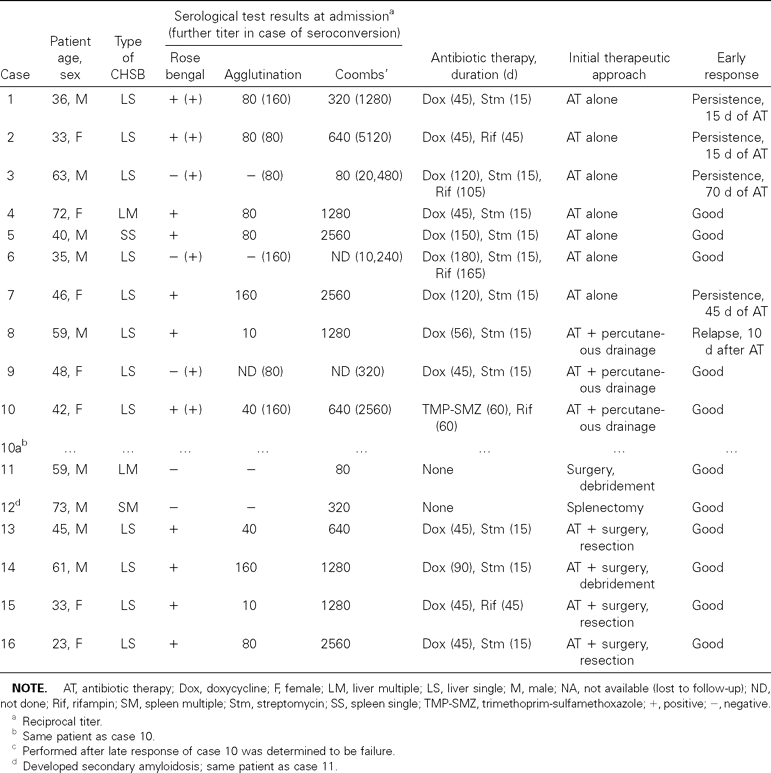 Serological test results at admission^a
(further titer in case of seroconversion)
Case Patient age, sex Type of CHSB Rose bengal Agglutination Coombs' Antibiotic therapy, duration (d) Initial therapeutic approach Early response
1 36, M LS + (+) 80 (160) 320 (1280) Dox (45), Stm (15) AT alone Persistence, 15 d of AT
2 33, F LS + (+) 80 (80) 640 (5120) Dox (45), Rif (45) AT alone Persistence, 15 d of AT
3 63, M LS − (+) − (80) 80 (20,480) Dox (120), Stm (15), Rif (105) AT alone Persistence, 70 d of AT
4 72, F LM + 80 1280 Dox (45), Stm (15) AT alone Good
5 40, M SS + 80 2560 Dox (150), Stm (15) AT alone Good
6 35, M LS − (+) − (160) ND (10,240) Dox (180), Stm (15), Rif (165) AT alone Good
7 46, F LS + 160 2560 Dox (120), Stm (15) AT alone Persistence, 45 d of AT
8 59, M LS + 10 1280 Dox (56), Stm (15) AT + percutane-ous drainage Relapse, 10 d after AT
9 48, F LS − (+) ND (80) ND (320) Dox (45), Stm (15) AT + percutane-ous drainage Good
10 42, F LS + (+) 40 (160) 640 (2560) TMP-SMZ (60), Rif (60) AT + percutane-ous drainage Good
10a^b … … … … … … … …
11 59, M LM − − 80 None Surgery, debridement Good
12^d 73, M SM − − 320 None Splenectomy Good
13 45, M LS + 40 640 Dox (45), Stm (15) AT + surgery, resection Good
14 61, M LS + 160 1280 Dox (90), Stm (15) AT + surgery, debridement Good
15 33, F LS + 10 1280 Dox (45), Rif (45) AT + surgery, resection Good
16 23, F LS + 80 2560 Dox (45), Stm (15) AT + surgery, resection Good
NOTE. AT, antibiotic therapy; Dox, doxycycline; F, female; LM, liver multiple; LS, liver single; M, male; NA, not available (lost to follow-up); ND,
not done; Rif, rifampin; SM, spleen multiple; Stm, streptomycin; SS, spleen single; TMP-SMZ, trimethoprim-sulfamethoxazole; +, positive; −, negative.
^a Reciprocal titer.
^b Same patient as case 10.
^c Performed after late response of case 10 was determined to be failure.
^d Developed secondary amyloidosis; same patient as case 11.